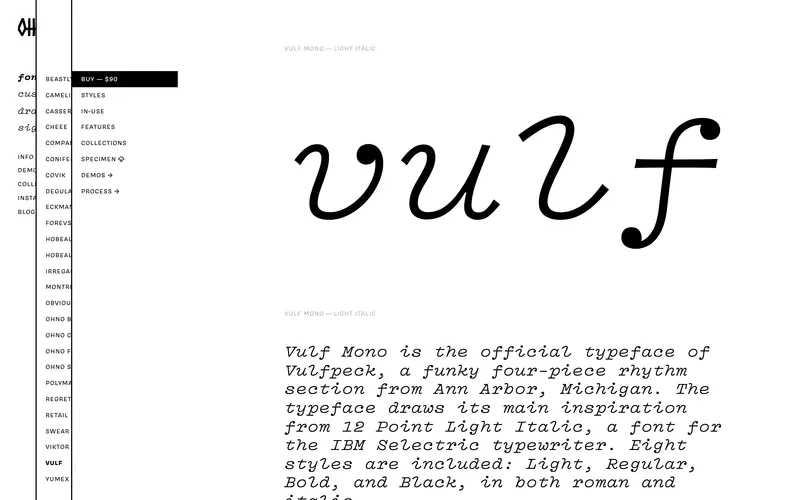 OH
fon
cus
dra
sig
INFO
DEMO
COLL
INSTA
BLOG
BEASTL
CAMEL
CASSER
CHEEE
COMPA
CONIFE
COVIK
DEGULA
ECKMAN
FOREVS
HOBEAU
HOBEAU
IRREGA
MONTRE
OBVIOU
OHNO B
OHNO C
OHNO F
OHNO S
POLYMA
REGRET
RETAIL
SWEAR
VIKTOR
VULF
YUMEX
BUY — $90
STYLES
IN-USE
FEATURES
COLLECTIONS
SPECIMEN
DEMOS →
PROCESS →
VULF MONO — LIGHT ITALIC
vulf
VULF MONO — LIGHT ITALIC
Vulf Mono is the official typeface of
Vulfpeck, a funky four-piece rhythm
section from Ann Arbor, Michigan. The
typeface draws its main inspiration
from 12 Point Light Italic, a font for
the IBM Selectric typewriter. Eight
styles are included: Light, Regular,
Bold, and Black, in both roman and
italic.